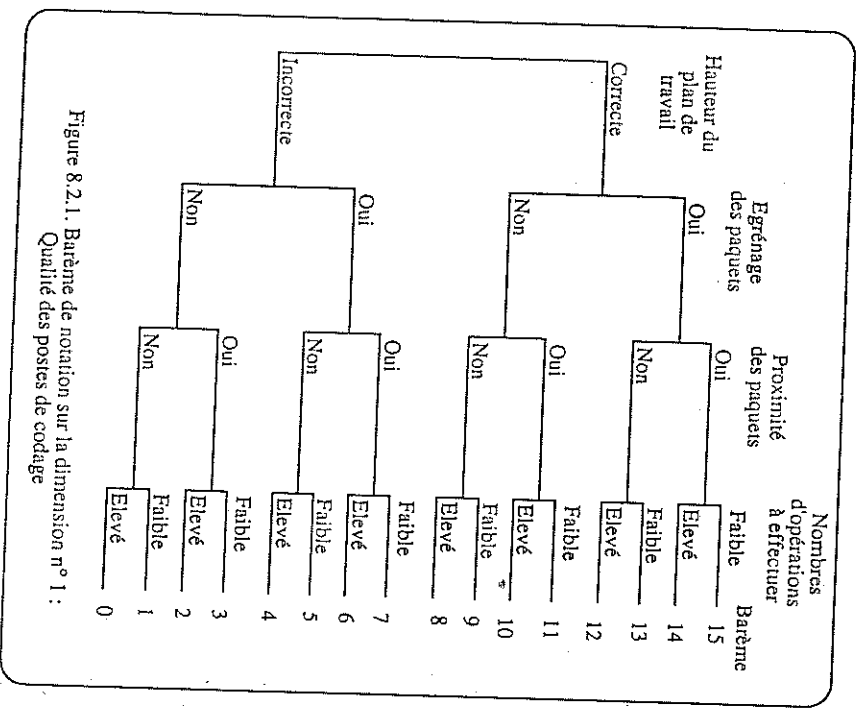 Hauteur du
plan de
travail
Egrénage
des paquets
Proximité
des paquets
Nombres
d'opérations
à effectuer
Barème
Correcte
Incorrecte
Oui
Non
Oui
Non
Oui
Non
Oui
Non
Oui
Non
Oui
Non
Faible
Elevé
Faible
Elevé
Faible
Elevé
Faible
Elevé
Faible
Elevé
Faible
Elevé
Faible
Elevé
Faible
Elevé
15
14
13
12
11
10
9
8
7
6
5
4
3
2
1
0
Figure 8.2.1. Barème de notation sur la dimension n° 1 :
Qualité des postes de codage